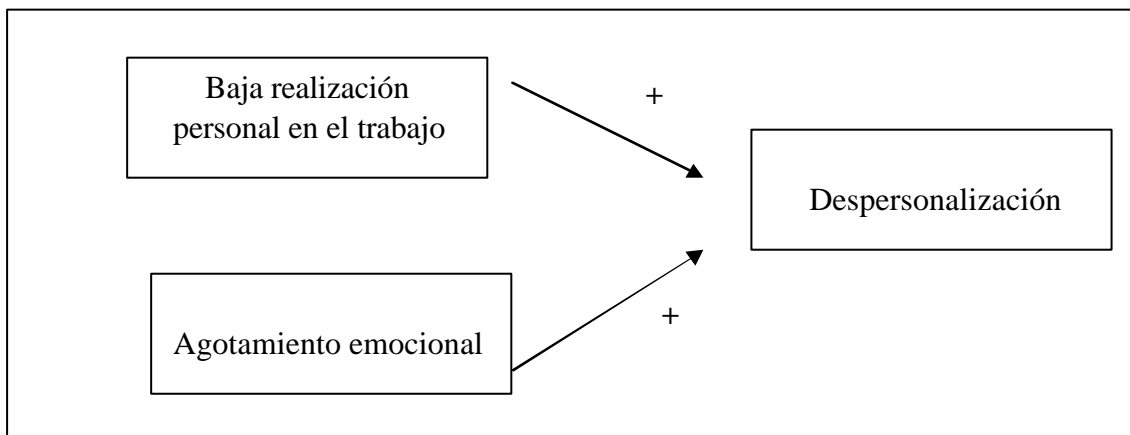 Baja realización
personal en el trabajo
+
Despersonalización
+
Agotamiento emocional